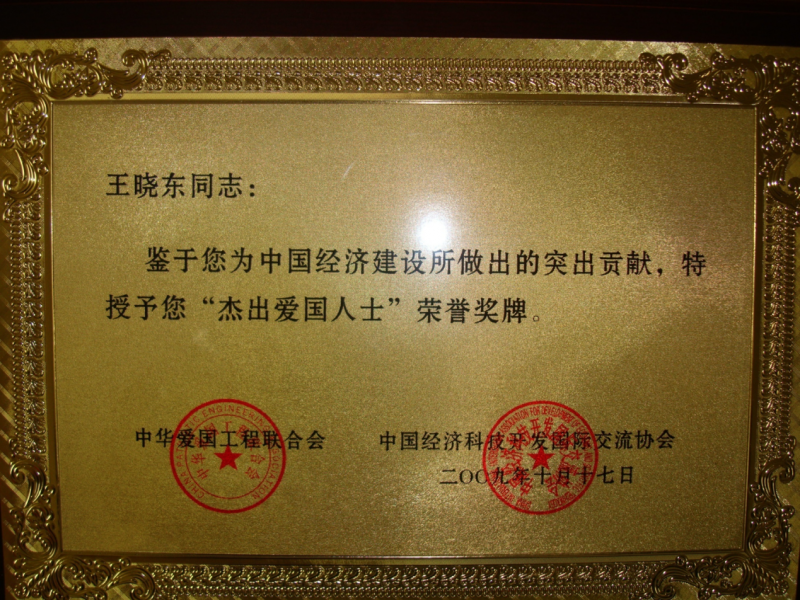 王晓东同志：
鉴于您为中国经济建设所做出的突出贡献，特
授予您“杰出爱国人士”荣誉奖牌。
中华爱国工程联合会
中国经济科技开发国际交流协会
二〇〇九年十月十七日